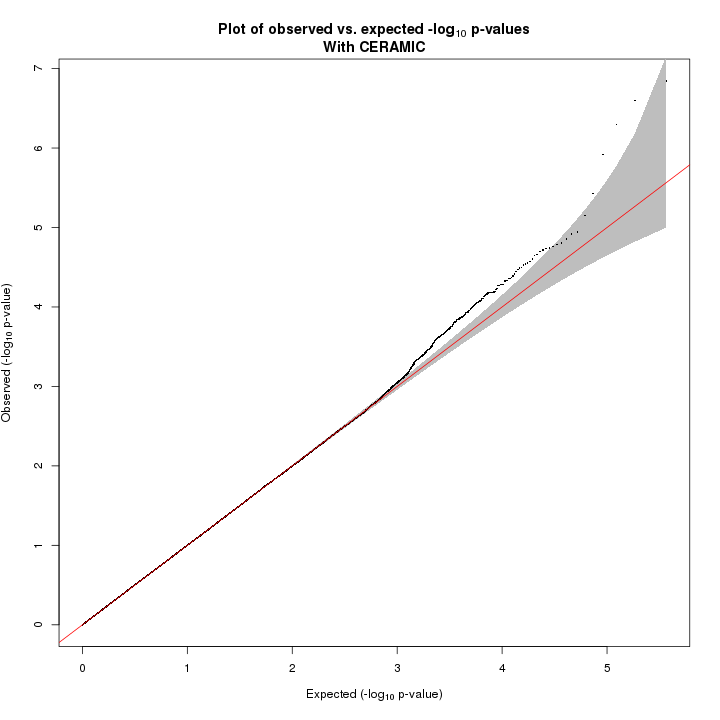 Plot of observed vs. expected -log₁₀ p-values
With CERAMIC
7
6
5
4
3
2
1
0
Observed (-log₁₀ p-value)
0 1 2 3 4 5
Expected (-log₁₀ p-value)